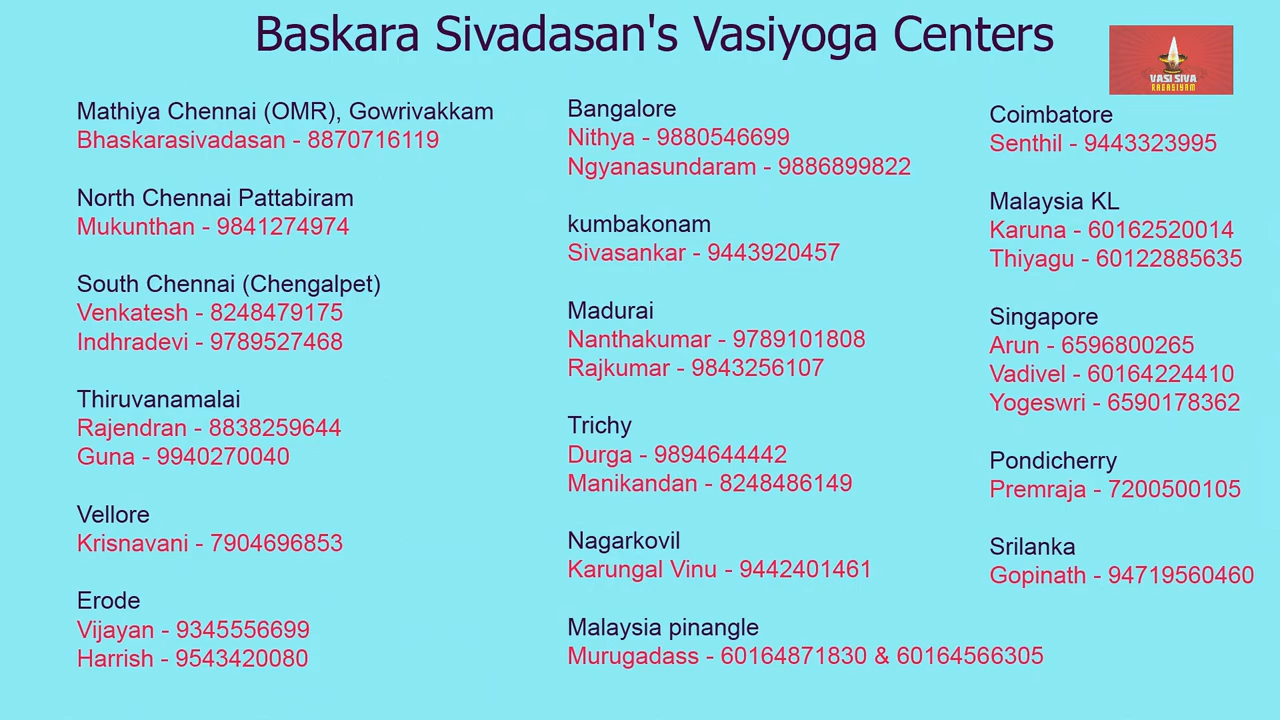 Baskara Sivadasan's Vasiyoga Centers
VASI SIVA
RAGASIYAM
Mathiya Chennai (OMR), Gowrivakkam
Bhaskarasivadasan - 8870716119
North Chennai Pattabiram
Mukunthan - 9841274974
South Chennai (Chengalpet)
Venkatesh - 8248479175
Indhradevi - 9789527468
Thiruvanamalai
Rajendran - 8838259644
Guna - 9940270040
Vellore
Krisnavani - 7904696853
Erode
Vijayan - 9345556699
Harrish - 9543420080
Bangalore
Nithya - 9880546699
Ngyanasundaram - 9886899822
kumbakonam
Sivasankar - 9443920457
Madurai
Nanthakumar - 9789101808
Rajkumar - 9843256107
Trichy
Durga - 9894644442
Manikandan - 8248486149
Nagarkovil
Karungal Vinu - 9442401461
Malaysia pinangle
Murugadass - 60164871830 & 60164566305
Coimbatore
Senthil - 9443323995
Malaysia KL
Karuna - 60162520014
Thiyagu - 60122885635
Singapore
Arun - 6596800265
Vadivel - 60164224410
Yogeswri - 6590178362
Pondicherry
Premraja - 7200500105
Srilanka
Gopinath - 94719560460